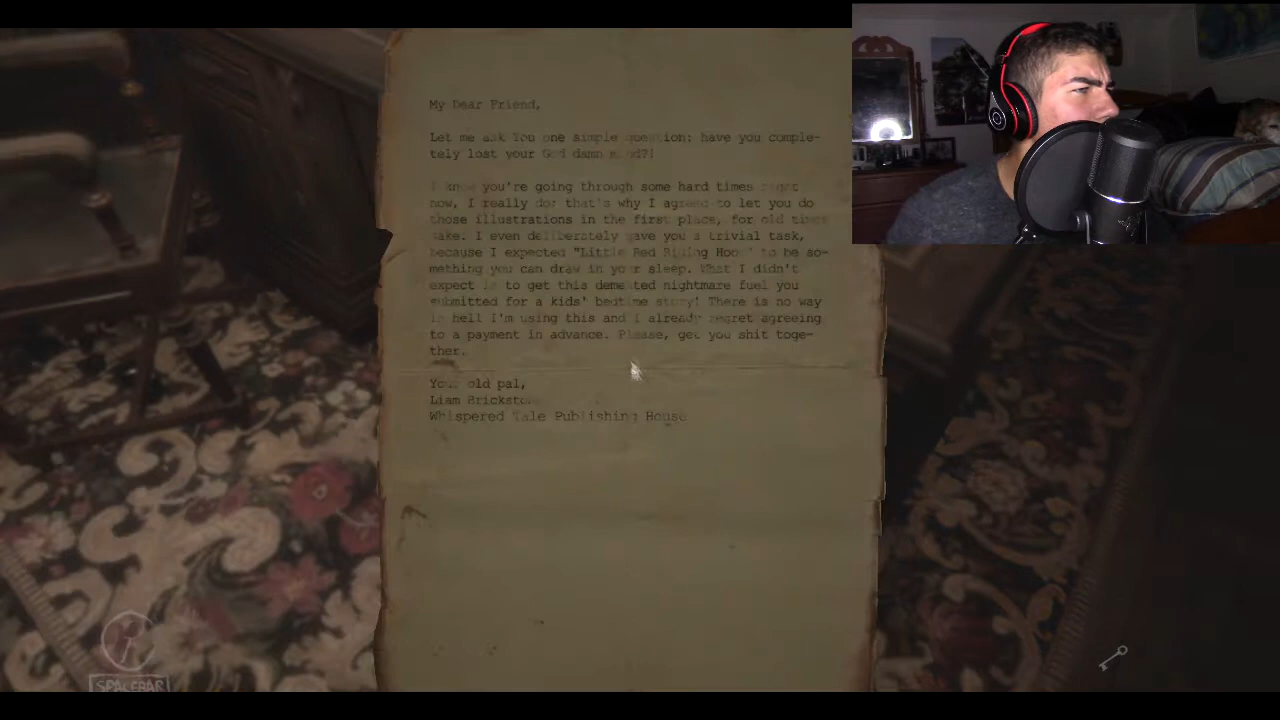 My Dear Friend,
Let me ask You one simple question: have you comple-
tely lost your God damn mind?!
I know you're going through some hard times right
now, I really do; that's why I agreed to let you do
those illustrations in the first place, for old times
sake. I even deliberately gave you a trivial task,
because I expected "Little Red Riding Hood" to be so-
mething you can draw in your sleep. What I didn't
expect is to get this demented nightmare fuel you
submitted for a kids' bedtime story! There is no way
in hell I'm using this and I already regret agreeing
to a payment in advance. Please, get you shit toge-
ther.
Your old pal,
Liam
Whispered Tale Publishing House
SPACEBAR